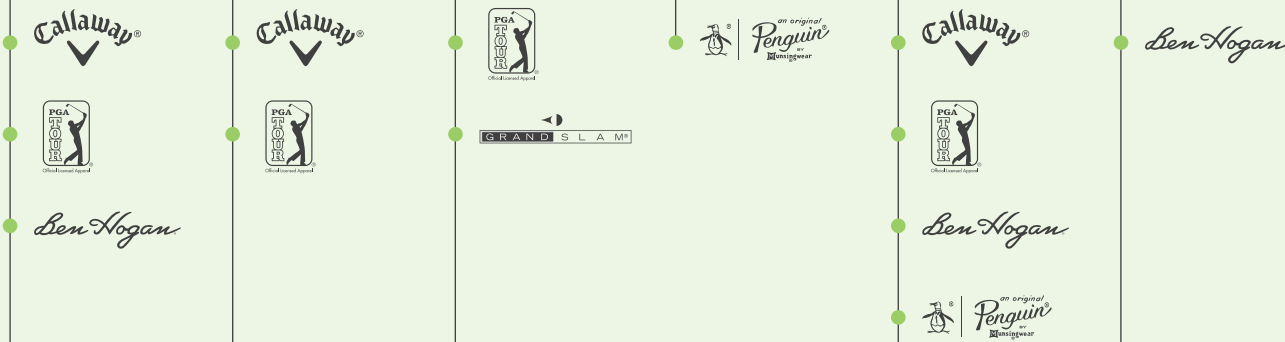 Callaway®
PGA
TOUR
®
Official Licensed Apparel
Ben Hogan
Callaway®
PGA
TOUR
®
Official Licensed Apparel
PGA
TOUR
®
Official Licensed Apparel
GRAND SLAM®
®
an original
Penguin®
BY
Munsingwear
®
Callaway®
PGA
TOUR
®
Official Licensed Apparel
Ben Hogan
®
an original
Penguin®
BY
Munsingwear
®
Ben Hogan